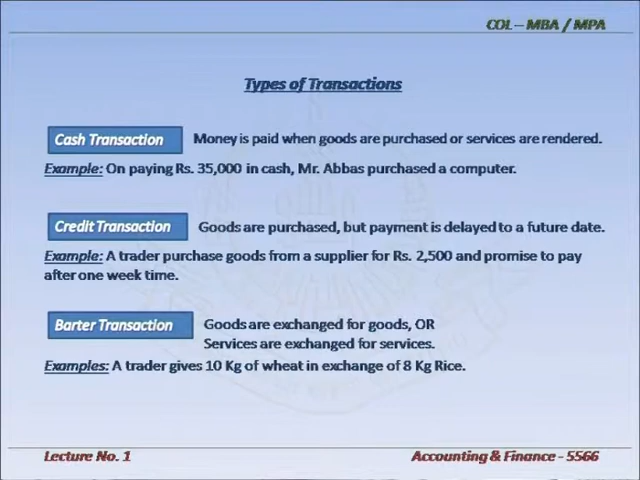 COL – MBA / MPA
Types of Transactions
Cash Transaction Money is paid when goods are purchased or services are rendered.
Example: On paying Rs. 35,000 in cash, Mr. Abbas purchased a computer.
Credit Transaction Goods are purchased, but payment is delayed to a future date.
Example: A trader purchase goods from a supplier for Rs. 2,500 and promise to pay
after one week time.
Barter Transaction Goods are exchanged for goods, OR
Services are exchanged for services.
Examples: A trader gives 10 Kg of wheat in exchange of 8 Kg Rice.
Lecture No. 1 Accounting & Finance - 5566